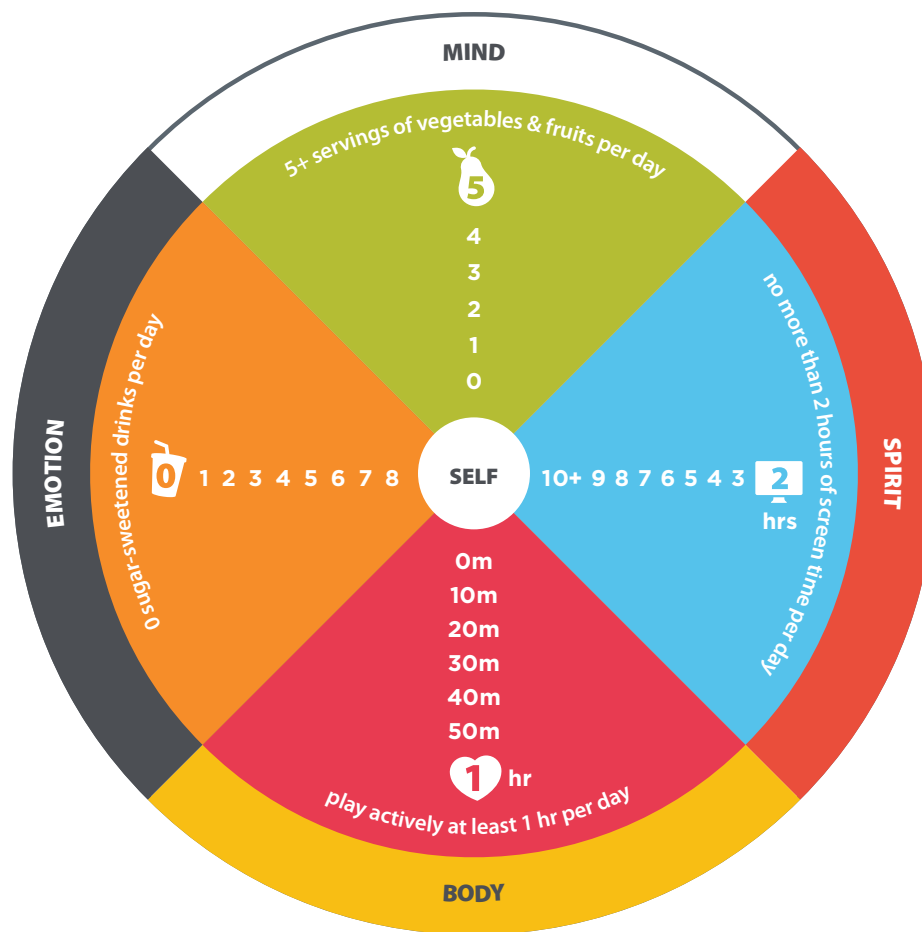 MIND
5+ servings of vegetables & fruits per day
5
4
3
2
1
0
EMOTION
0 sugar-sweetened drinks per day
0 1 2 3 4 5 6 7 8
SELF
10+ 9 8 7 6 5 4 3 2
hrs
no more than 2 hours of screen time per day
SPIRIT
0m
10m
20m
30m
40m
50m
1 hr
play actively at least 1 hr per day
BODY